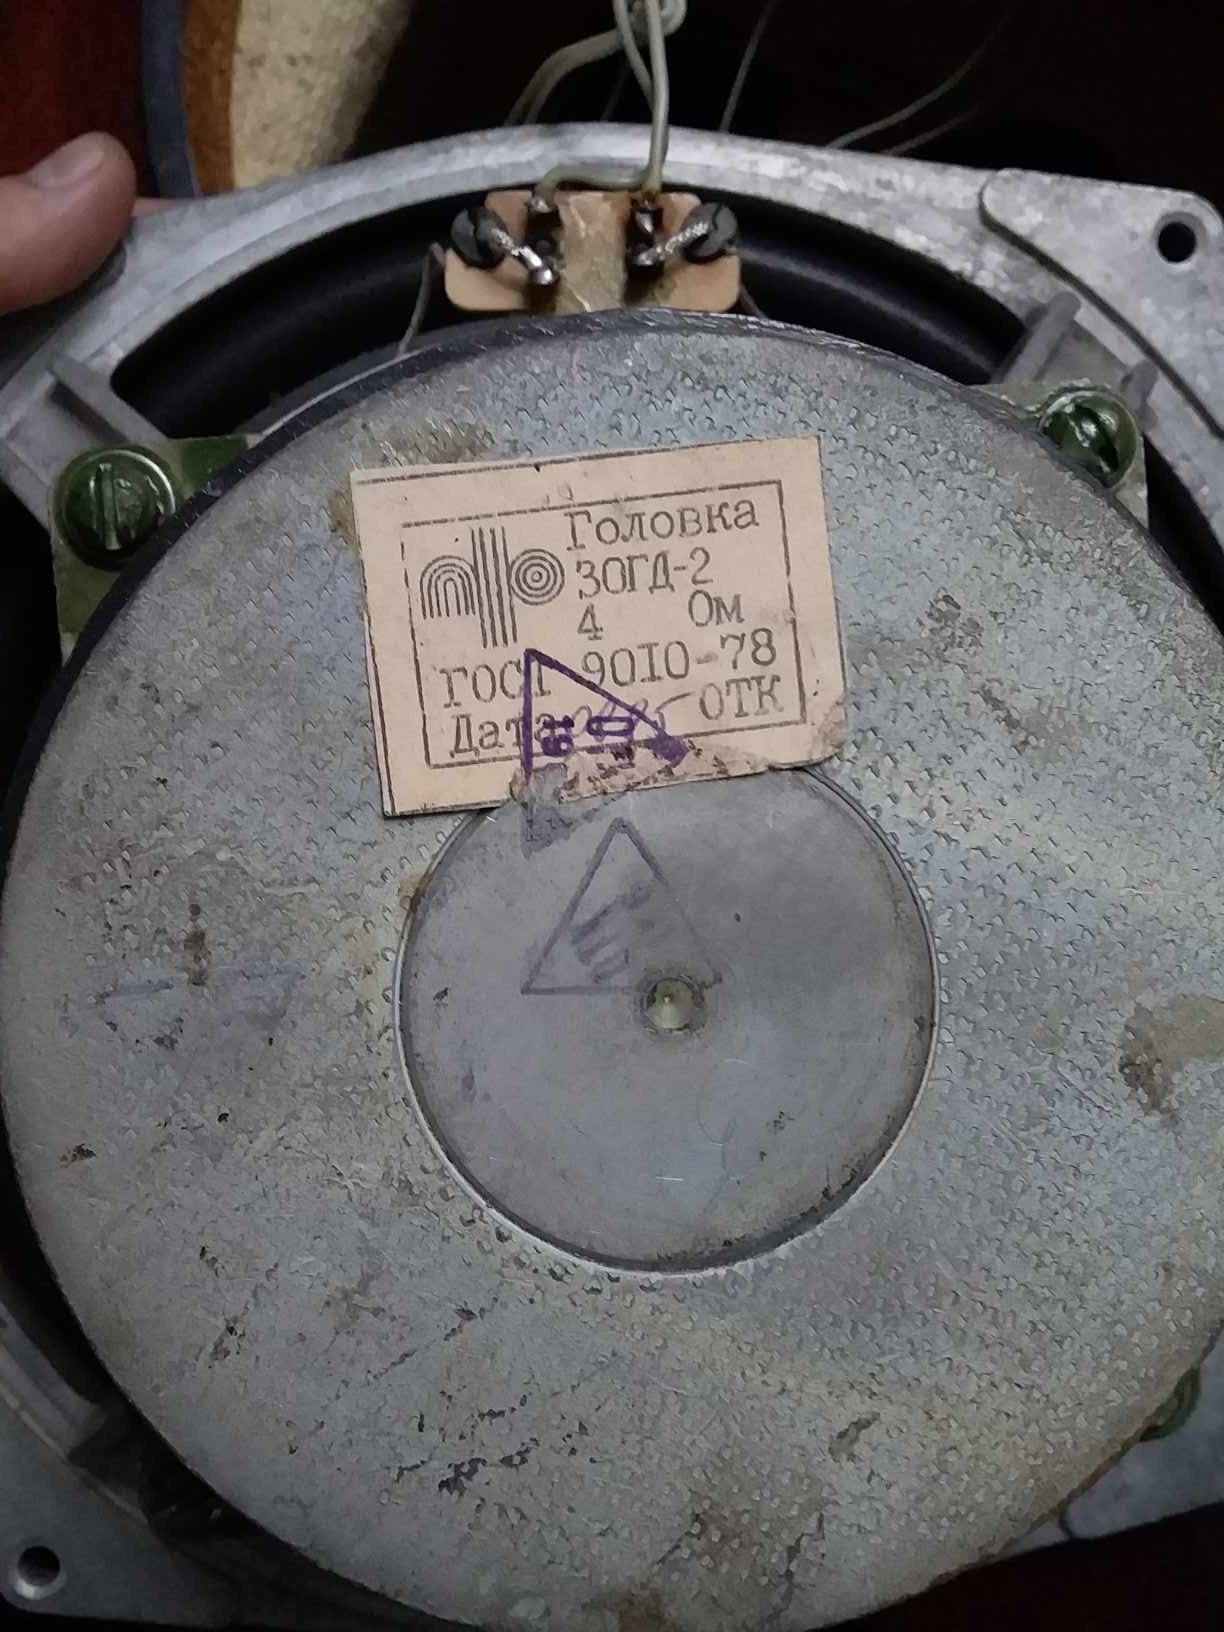 Головка
30ГД-2
4 Ом
ГОСТ 9010-78
Дата ОТК